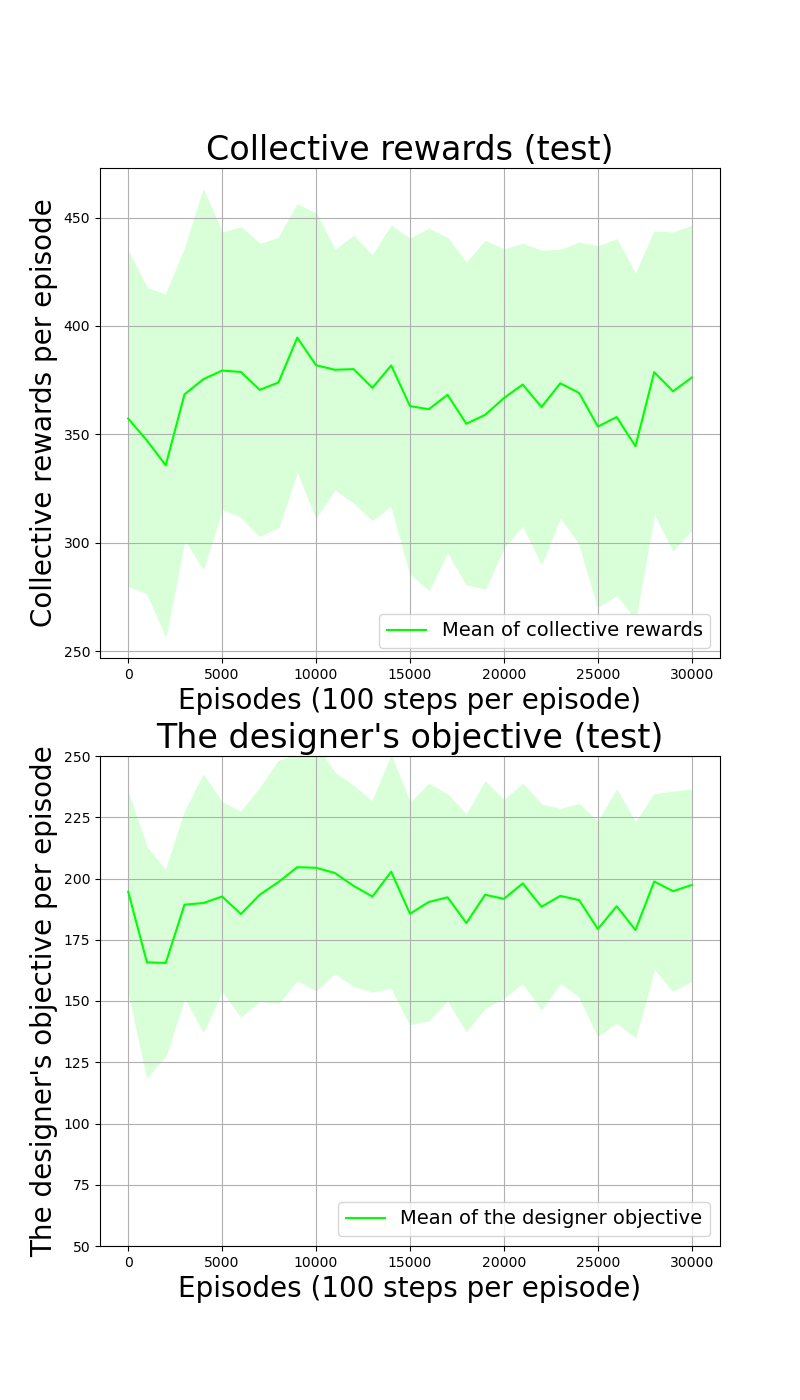 Collective rewards (test)
Collective rewards per episode
450
400
350
300
250
Mean of collective rewards
0 5000 10000 15000 20000 25000 30000
Episodes (100 steps per episode)
The designer's objective (test)
The designer's objective per episode
250
225
200
175
150
125
100
75
50
Mean of the designer objective
0 5000 10000 15000 20000 25000 30000
Episodes (100 steps per episode)